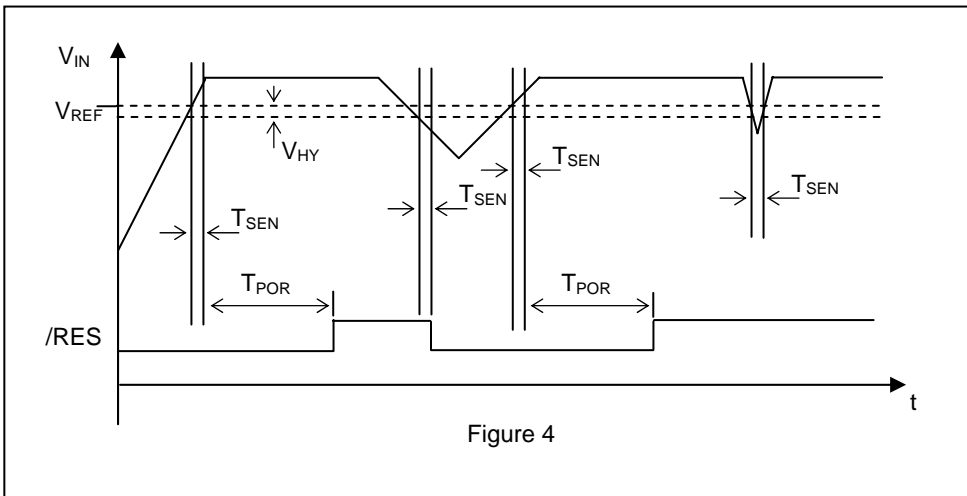 VIN
VREF
VHY
TSEN
TSEN
TSEN
TSEN
TPOR
TPOR
/RES
t
Figure 4